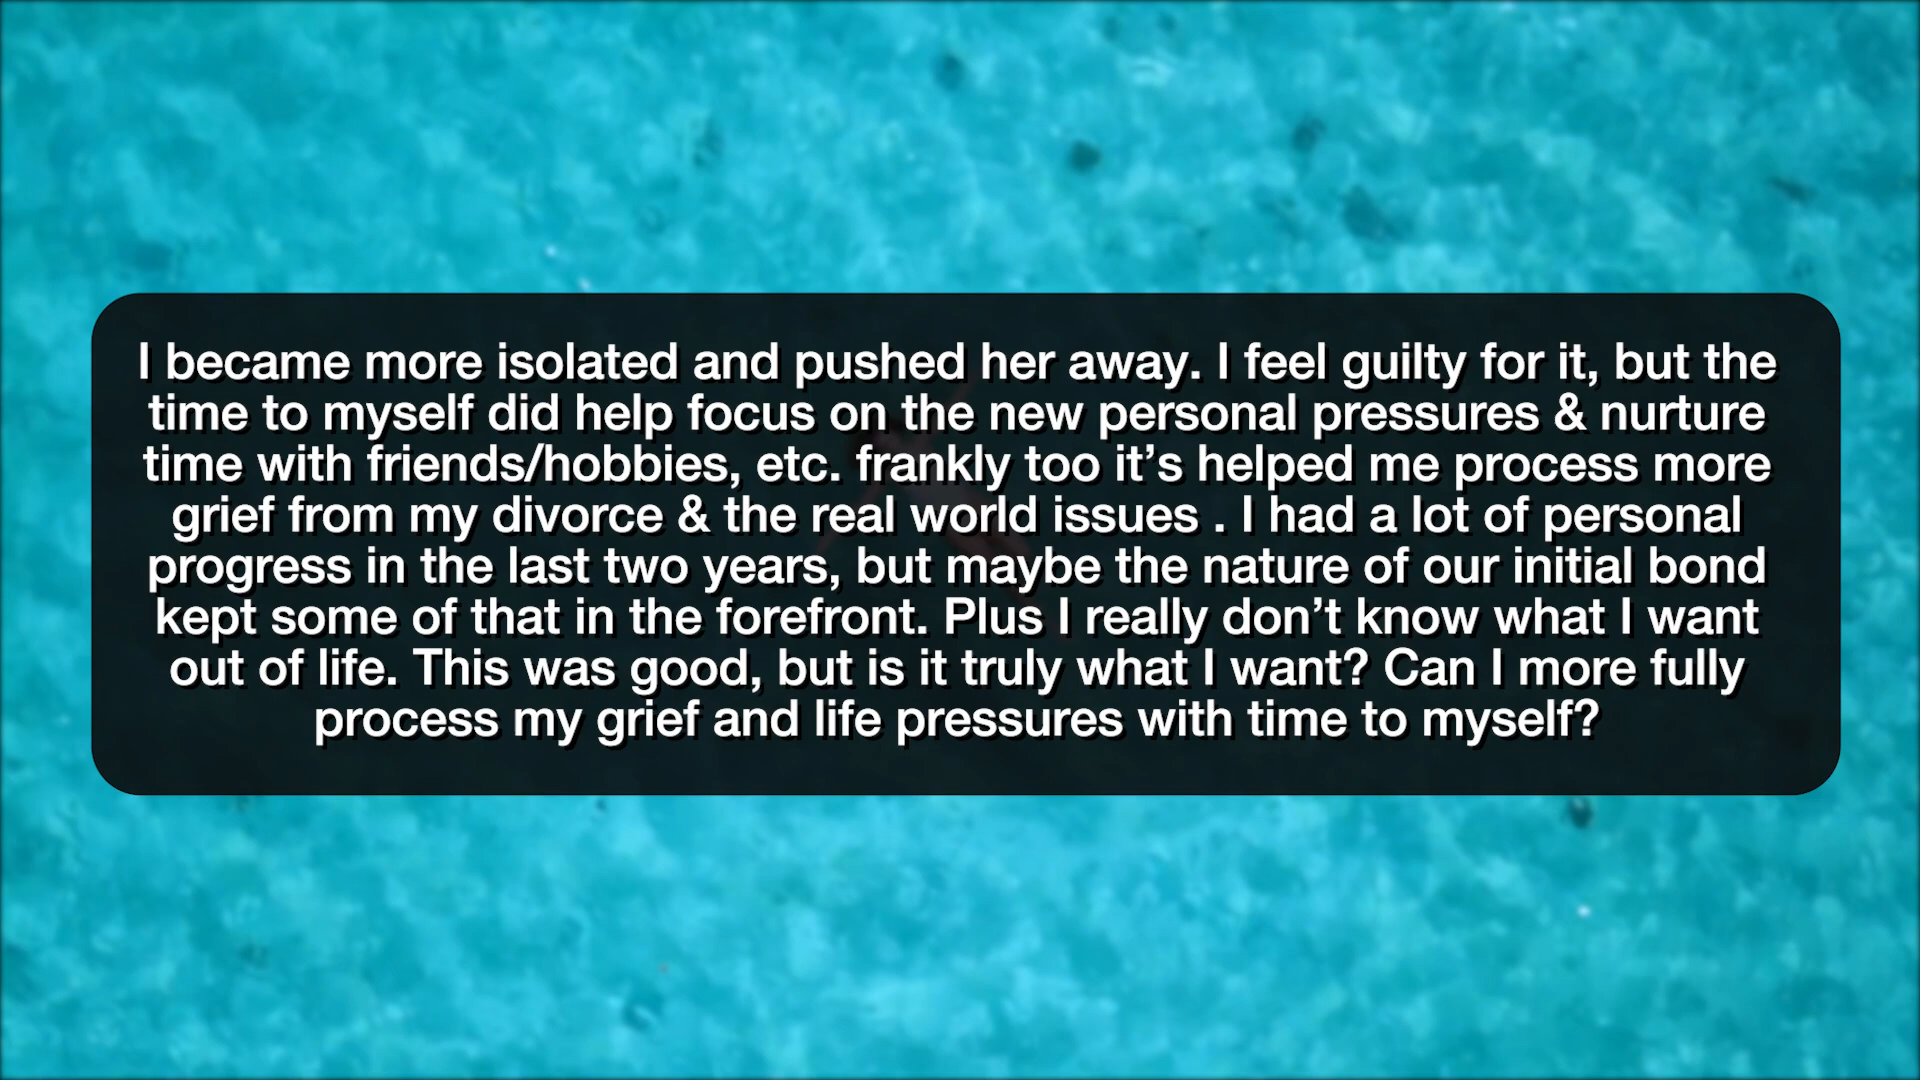 I became more isolated and pushed her away. I feel guilty for it, but the
time to myself did help focus on the new personal pressures & nurture
time with friends/hobbies, etc. frankly too it’s helped me process more
grief from my divorce & the real world issues . I had a lot of personal
progress in the last two years, but maybe the nature of our initial bond
kept some of that in the forefront. Plus I really don’t know what I want
out of life. This was good, but is it truly what I want? Can I more fully
process my grief and life pressures with time to myself?